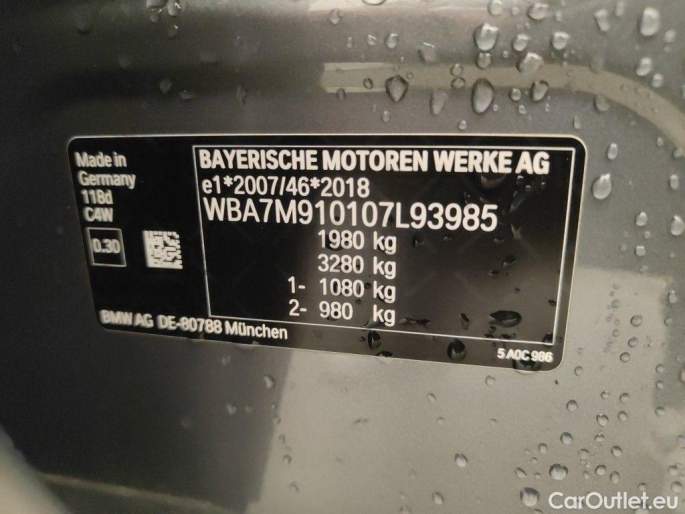 Made in
Germany
118d
C4W
0.30
BAYERISCHE MOTOREN WERKE AG
e1*2007/46*2018
WBA7M910107L93985
1980 kg
3280 kg
1- 1080 kg
2- 980 kg
BMW AG DE-80788 München
5 A0C 986
CarOutlet.eu